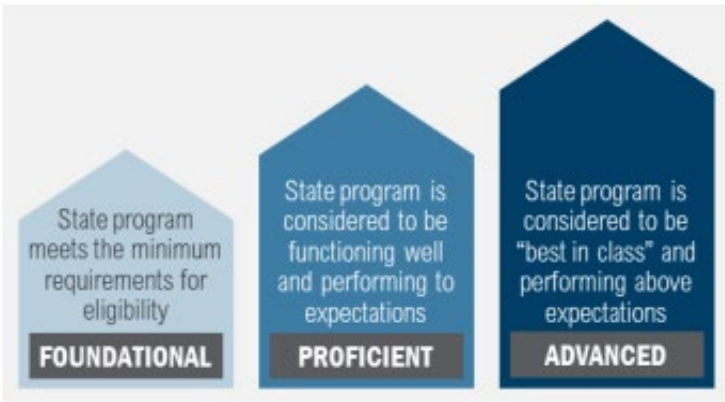 State program
meets the minimum
requirements for
eligibility
FOUNDATIONAL
State program is
considered to be
functioning well
and performing to
expectations
PROFICIENT
State program is
considered to be
“best in class” and
performing above
expectations
ADVANCED